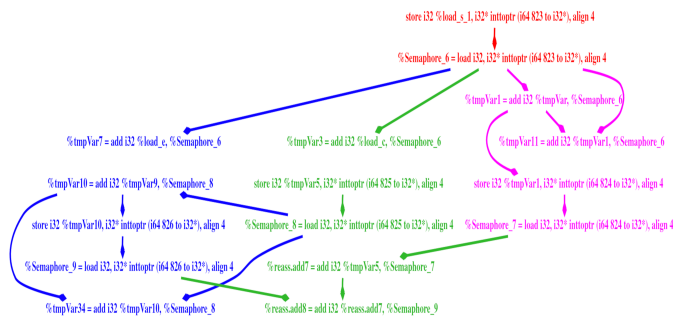 store i32 %load_s_1, i32* inttoptr (i64 823 to i32*), align 4
%Semaphore_6 = load i32, i32* inttoptr (i64 823 to i32*), align 4
%tmpVar1 = add i32 %tmpVar, %Semaphore_6
%tmpVar7 = add i32 %load_e, %Semaphore_6
%tmpVar3 = add i32 %load_c, %Semaphore_6
%tmpVar11 = add i32 %tmpVar1, %Semaphore_6
%tmpVar10 = add i32 %tmpVar9, %Semaphore_8
store i32 %tmpVar5, i32* inttoptr (i64 825 to i32*), align 4
store i32 %tmpVar1, i32* inttoptr (i64 824 to i32*), align 4
store i32 %tmpVar10, i32* inttoptr (i64 826 to i32*), align 4
%Semaphore_8 = load i32, i32* inttoptr (i64 825 to i32*), align 4
%Semaphore_7 = load i32, i32* inttoptr (i64 824 to i32*), align 4
%Semaphore_9 = load i32, i32* inttoptr (i64 826 to i32*), align 4
%reass.add7 = add i32 %tmpVar5, %Semaphore_7
%tmpVar34 = add i32 %tmpVar10, %Semaphore_8
%reass.add8 = add i32 %reass.add7, %Semaphore_9